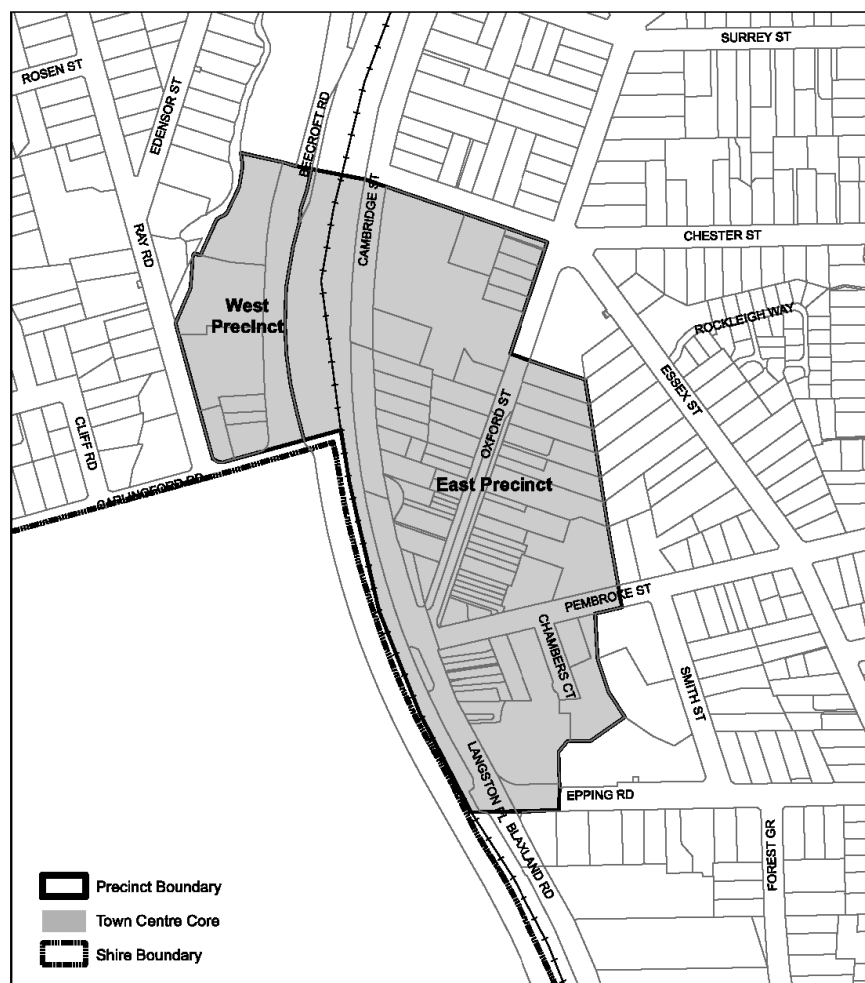 SURREY ST
ROSEN ST
EDENSOR ST
BEECROFT RD
CAMBRIDGE ST
RAY RD
CHESTER ST
West
Precinct
ROCKLEIGH WAY
ESSEX ST
OXFORD ST
CLIFF RD
East Precinct
CARLINGFORD RD
PEMBROKE ST
CHAMBERS CT
SMITH ST
LANGSTON PL
BLAXLAND RD
EPPING RD
FOREST GR
Precinct Boundary
Town Centre Core
Shire Boundary